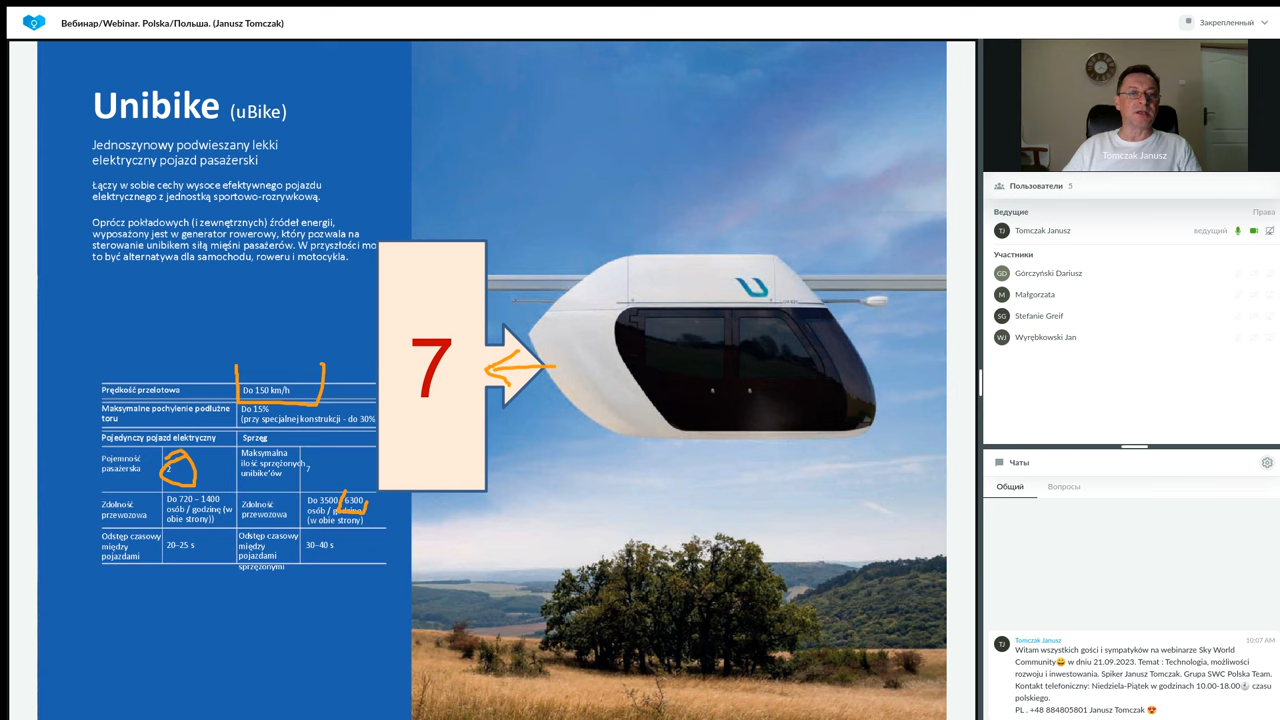 Вебинар/Webinar. Polska/Польша. (Janusz Tomczak)
Закрепленный
Unibike (uBike)
Jednoszynowy podwieszany lekki
elektryczny pojazd pasażerski
Łączy w sobie cechy wysoce efektywnego pojazdu
elektrycznego z jednostką sportowo-rozrywkową.
Oprócz pokładowych (i zewnętrznych) źródeł energii,
wyposażony jest w generator rowerowy, który pozwala na
sterowanie unibikem siłą mięśni pasażerów. W przyszłości mo
to być alternatywa dla samochodu, roweru i motocykla.
7
Prędkość przelotowa
Do 150 km/h
Maksymalne pochylenie podłużne
toru
Do 15%
(przy specjalnej konstrukcji - do 30%
Pojedynczy pojazd elektryczny
Sprzęg
Pojemność
pasażerska
2
Maksymalna
ilość sprzężonych
unibike'ów
7
Zdolność
przewozowa
Do 720 – 1400
osób / godzinę (w
obie strony))
Zdolność
przewozowa
Do 3500 6300
osób / godzinę
(w obie strony)
Odstęp czasowy
między
pojazdami
20–25 s
Odstęp czasowy
między
pojazdami
sprzężonymi
30–40 s
Tomczak Janusz
Пользователи 5
Ведущие
Права
TJ Tomczak Janusz
ведущий
Участники
GD Górczyński Dariusz
M Małgorzata
SG Stefanie Greif
WJ Wyrębkowski Jan
Чаты
Общий
Вопросы
TJ
Tomczak Janusz
10:07 AM
Witam wszystkich gości i sympatyków na webinarze Sky World
Community😀 w dniu 21.09.2023. Temat : Technologia, możliwości
rozwoju i inwestowania. Spiker Janusz Tomczak. Grupa SWC Polska Team.
Kontakt telefoniczny: Niedziela-Piątek w godzinach 10.00-18.00 czasu
polskiego.
PL . +48 884805801 Janusz Tomczak 😍